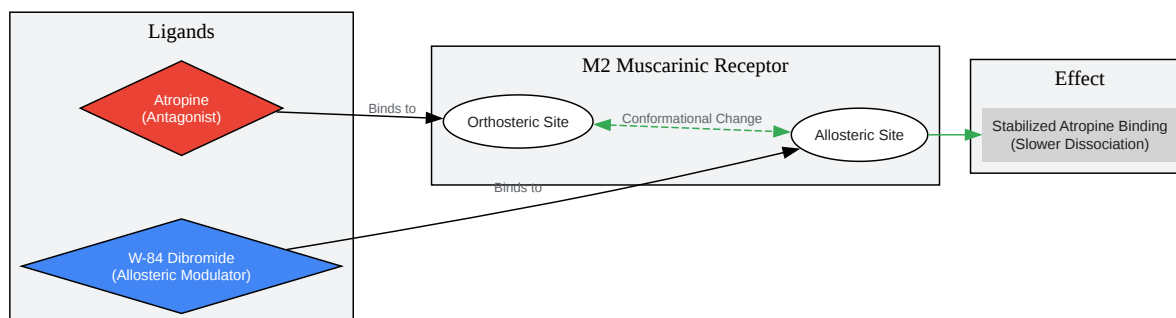 Ligands
Atropine
(Antagonist)
W-84 Dibromide
(Allosteric Modulator)
Binds to
Binds to
M2 Muscarinic Receptor
Orthosteric Site
Conformational Change
Allosteric Site
Effect
Stabilized Atropine Binding
(Slower Dissociation)